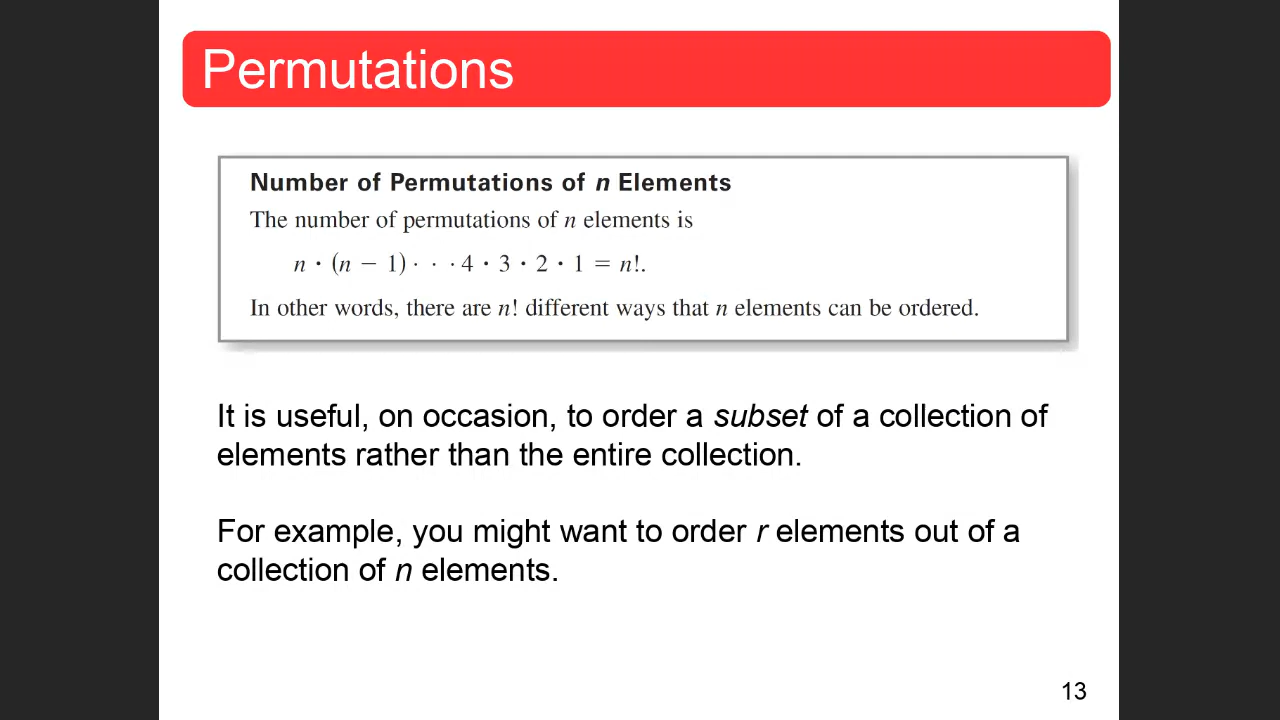 Permutations
Number of Permutations of n Elements
The number of permutations of n elements is
n · (n − 1) · · · 4 · 3 · 2 · 1 = n!.
In other words, there are n! different ways that n elements can be ordered.
It is useful, on occasion, to order a subset of a collection of
elements rather than the entire collection.
For example, you might want to order r elements out of a
collection of n elements.
13